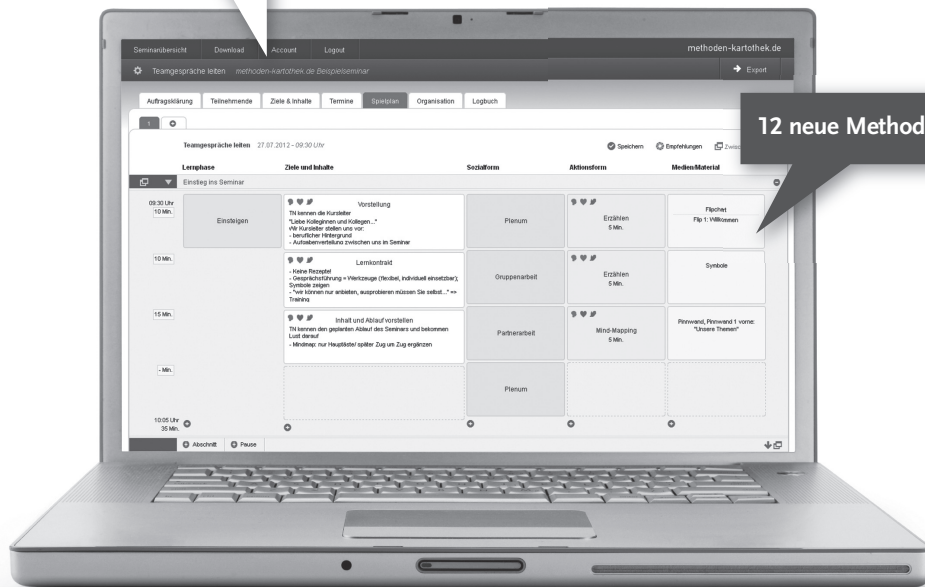 Seminarübersicht Download Account Logout methoden-kartothek.de
Teamgespräche leiten methoden-kartothek.de Beispielseminar Export
Auftragsklärung Teilnehmende Ziele & Inhalte Termine Spielplan Organisation Logbuch
12 neue Method
1
Teamgespräche leiten 27.07.2012 - 09:30 Uhr Speichern Empfehlungen
Lernphase Ziele und Inhalte Sozialform Aktionsform Medien/Material
Einstieg ins Seminar
09:30 Uhr
10 Min.
Einsteigen
Vorstellung
TN kennen die Kursleiter
"Liebe Kolleginnen und Kollegen..."
Wir Kursleiter stellen uns vor:
- beruflicher Hintergrund
- Aufgabenverteilung zwischen uns im Seminar
Plenum
Erzählen
5 Min.
Flipchart
Flip 1: Willkommen
10 Min.
Lernkontrakt
- Keine Rezepte!
- Gesprächsführung = Werkzeuge (flexibel, individuell einsetzbar);
Symbole zeigen
- "wir können nur anbieten, ausprobieren müssen Sie selbst..." =>
Training
Gruppenarbeit
Erzählen
5 Min.
Symbole
15 Min.
Inhalt und Ablauf vorstellen
TN kennen den geplanten Ablauf des Seminars und bekommen
Lust darauf
- Mindmap: nur Hauptäste/ später Zug um Zug ergänzen
Partnerarbeit
Mind-Mapping
5 Min.
Pinnwand, Pinnwand 1 vorne:
"Unsere Themen"
- Min.
Plenum
10:05 Uhr
35 Min.
Abschnitt Pause